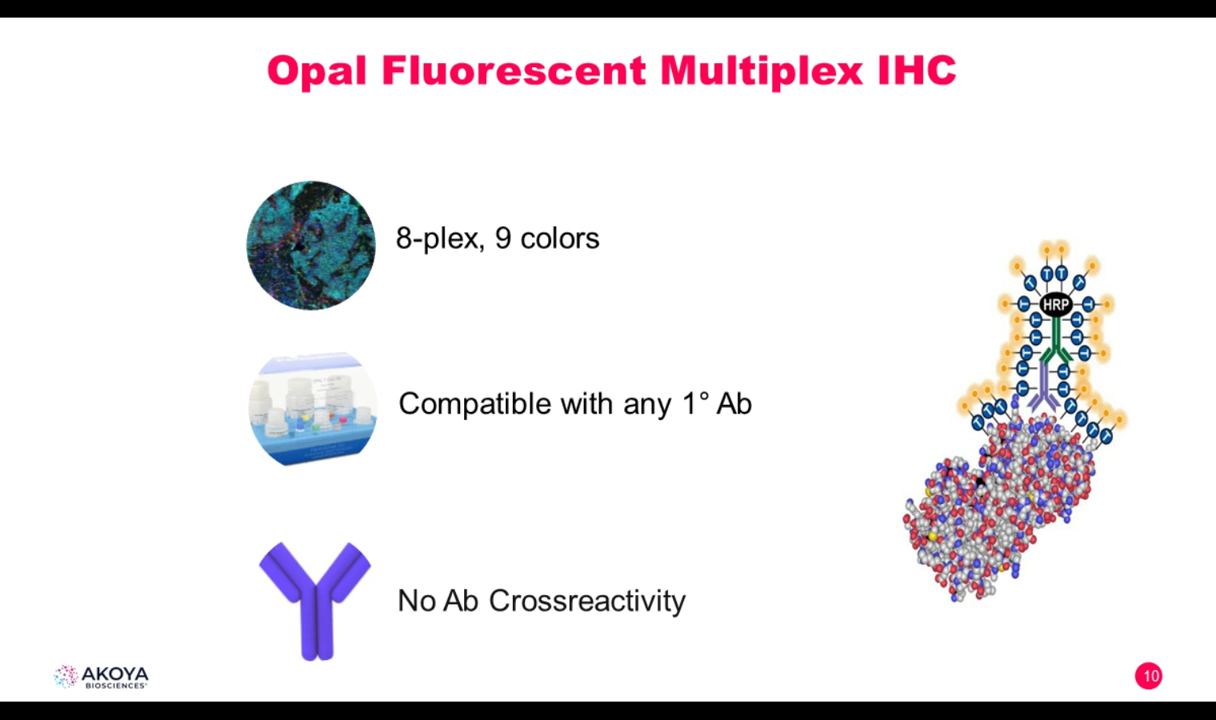 Opal Fluorescent Multiplex IHC
8-plex, 9 colors
HRP
Compatible with any 1° Ab
No Ab Crossreactivity
AKOYA
BIOSCIENCES
10